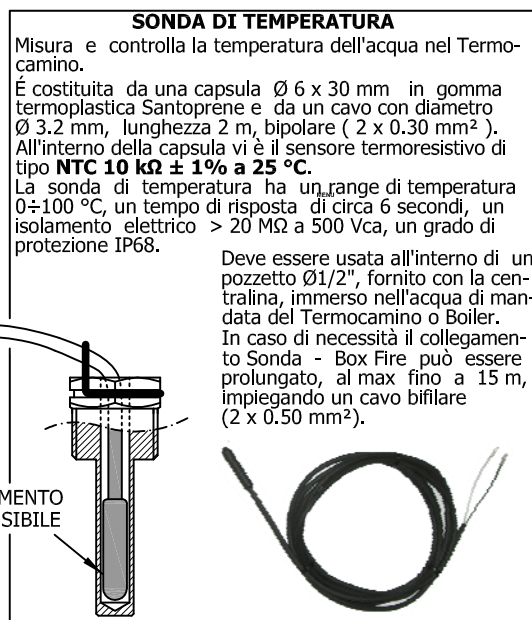 SONDA DI TEMPERATURA
Misura e controlla la temperatura dell'acqua nel Termo-
camino.
É costituita da una capsula Ø 6 x 30 mm in gomma
termoplastica Santoprene e da un cavo con diametro
Ø 3.2 mm, lunghezza 2 m, bipolare ( 2 x 0.30 mm² ).
All'interno della capsula vi è il sensore termoresistivo di
tipo NTC 10 kΩ ± 1% a 25 °C.
La sonda di temperatura ha un range di temperatura
MENU
0÷100 °C, un tempo di risposta di circa 6 secondi, un
isolamento elettrico > 20 MΩ a 500 Vca, un grado di
protezione IP68.
Deve essere usata all'interno di un
pozzetto Ø1/2", fornito con la cen-
tralina, immerso nell'acqua di man-
data del Termocamino o Boiler.
In caso di necessità il collegamen-
to Sonda - Box Fire può essere
prolungato, al max fino a 15 m,
impiegando un cavo bifilare
(2 x 0.50 mm²).
MENTO
SIBILE